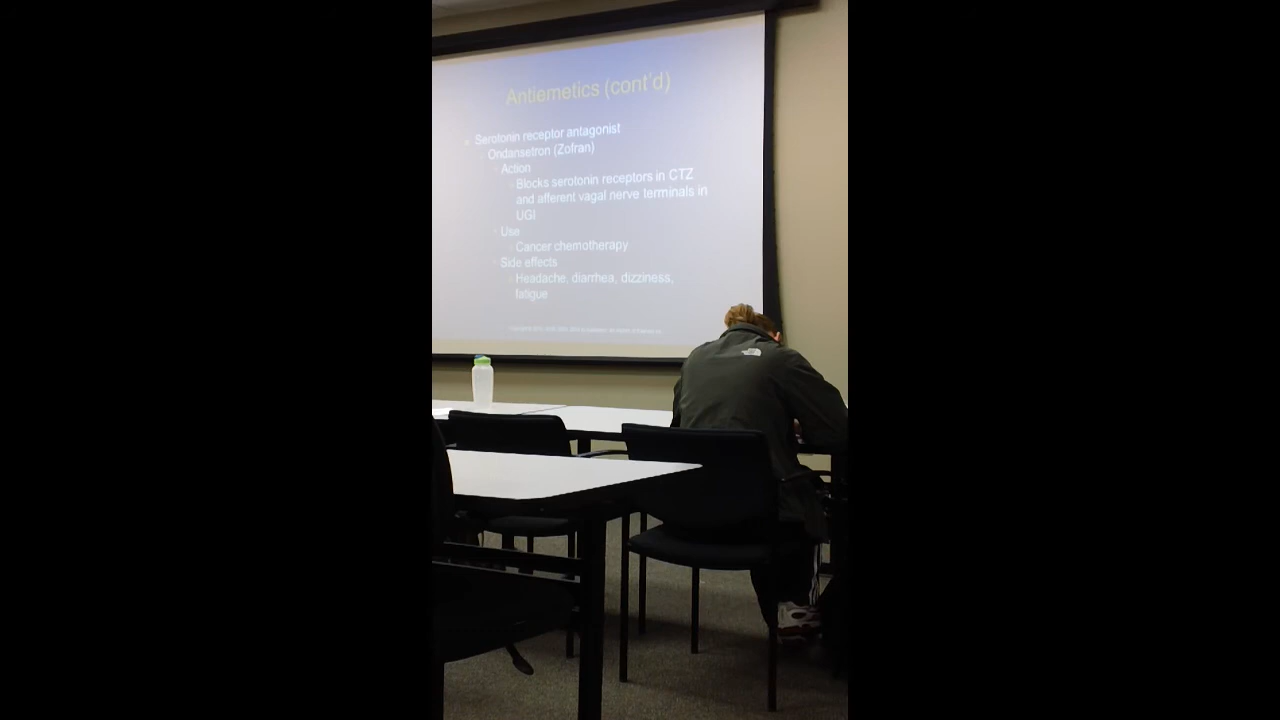 Antiemetics (cont'd)
Serotonin receptor antagonist
Ondansetron (Zofran)
Action
Blocks serotonin receptors in CTZ
and afferent vagal nerve terminals in
UGI
Use
Cancer chemotherapy
Side effects
Headache, diarrhea, dizziness,
fatigue